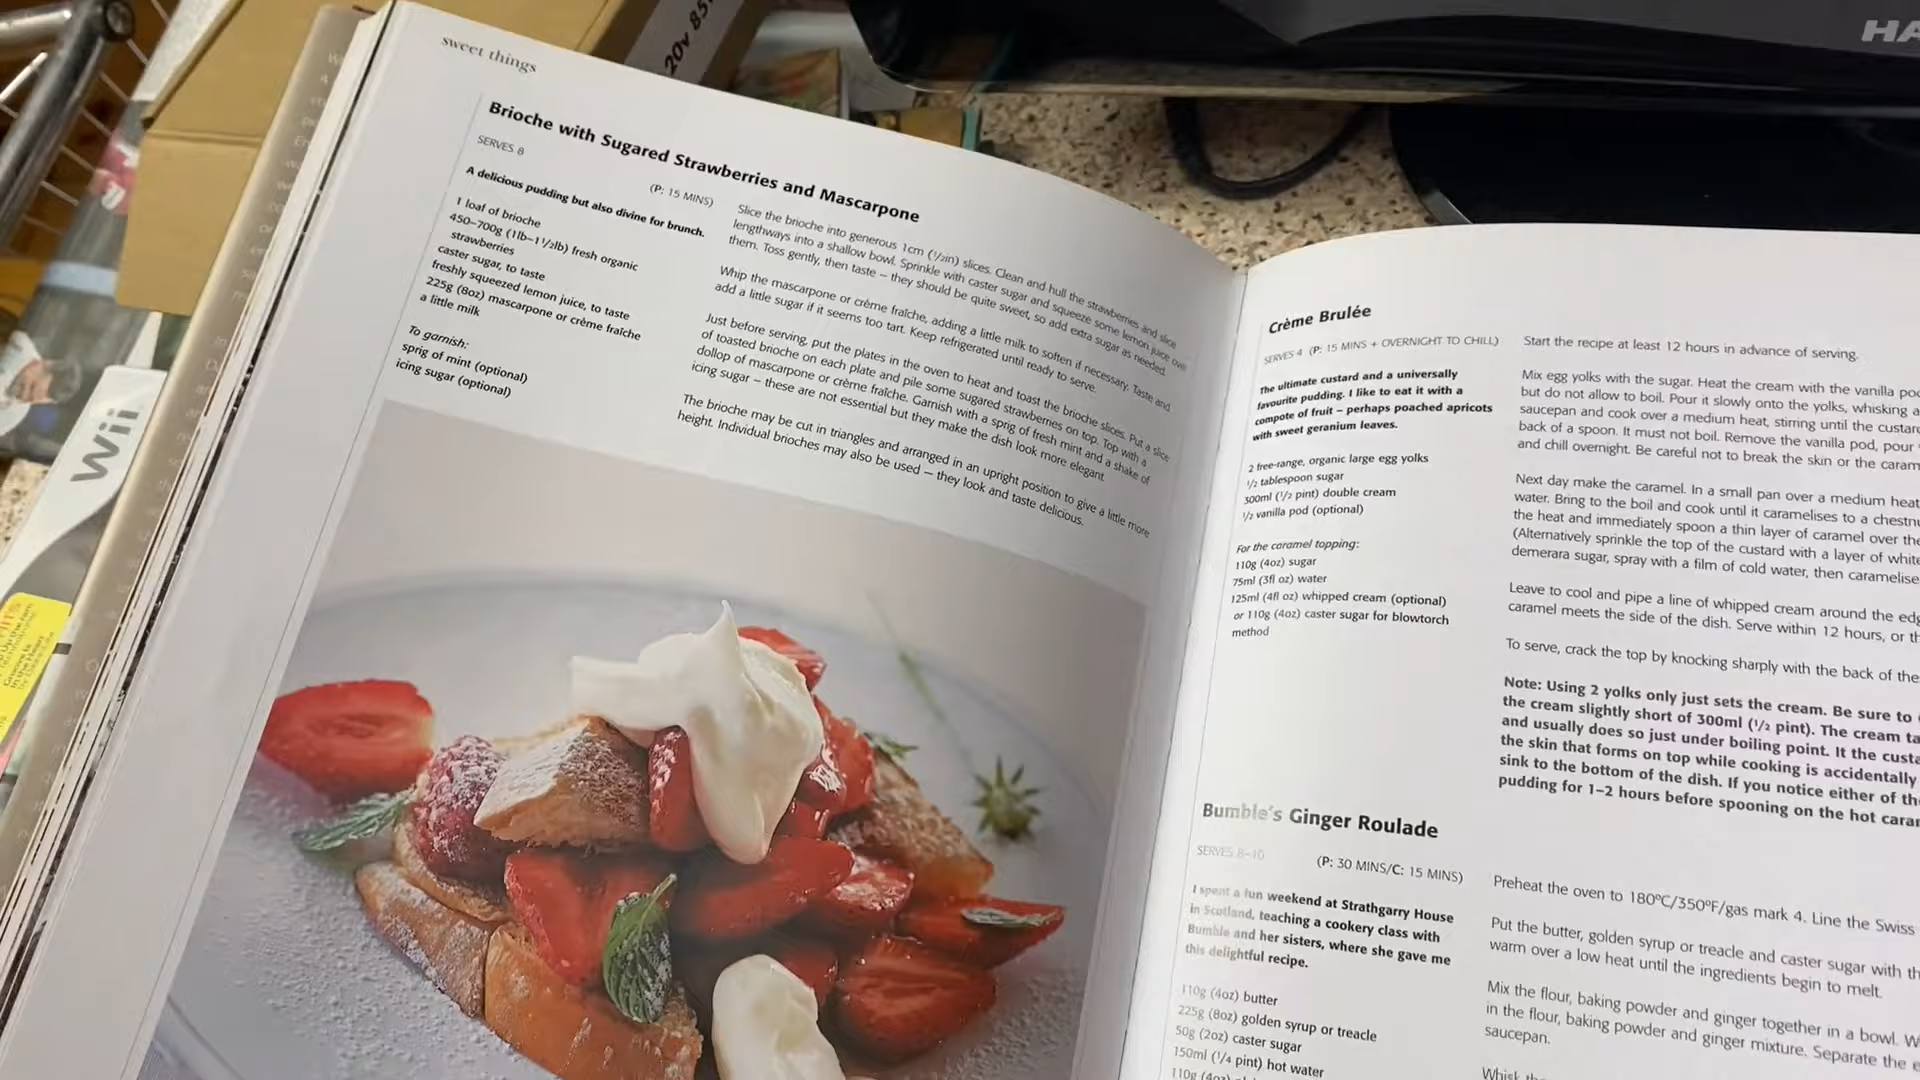 sweet things
Brioche with Sugared Strawberries and Mascarpone
SERVES 8
(P: 15 MINS)
A delicious pudding but also divine for brunch.
1 loaf of brioche
450–700g (1lb–1 1/2lb) fresh organic
strawberries
caster sugar, to taste
freshly squeezed lemon juice, to taste
225g (8oz) mascarpone or crème fraîche
a little milk
To garnish:
sprig of mint (optional)
icing sugar (optional)
Slice the brioche into generous 1cm (1/2in) slices. Clean and hull the strawberries and slice
lengthways into a shallow bowl. Sprinkle with caster sugar and squeeze some lemon juice over
them. Toss gently, then taste – they should be quite sweet, so add extra sugar as needed.
Whip the mascarpone or crème fraîche, adding a little milk to soften if necessary. Taste and
add a little sugar if it seems too tart. Keep refrigerated until ready to serve.
Just before serving, put the plates in the oven to heat and toast the brioche slices. Put a slice
of toasted brioche on each plate and pile some sugared strawberries on top. Top with a
dollop of mascarpone or crème fraîche. Garnish with a sprig of fresh mint and a shake of
icing sugar – these are not essential but they make the dish look more elegant.
The brioche may be cut in triangles and arranged in an upright position to give a little more
height. Individual brioches may also be used – they look and taste delicious.
Crème Brulée
SERVES 4 (P: 15 MINS + OVERNIGHT TO CHILL)
The ultimate custard and a universally
favourite pudding. I like to eat it with a
compote of fruit – perhaps poached apricots
with sweet geranium leaves.
2 free-range, organic large egg yolks
1/2 tablespoon sugar
300ml (1/2 pint) double cream
1/2 vanilla pod (optional)
For the caramel topping:
110g (4oz) sugar
75ml (3fl oz) water
125ml (4fl oz) whipped cream (optional)
or 110g (4oz) caster sugar for blowtorch
method
Start the recipe at least 12 hours in advance of serving.
Mix egg yolks with the sugar. Heat the cream with the vanilla
but do not allow to boil. Pour it slowly onto the yolks, whisking
saucepan and cook over a medium heat, stirring until the
back of a spoon. It must not boil. Remove the vanilla pod, pour
and chill overnight. Be careful not to break the skin or the
Next day make the caramel. In a small pan over a medium heat
water. Bring to the boil and cook until it caramelises to a
the heat and immediately spoon a thin layer of caramel over
(Alternatively sprinkle the top of the custard with a layer of
demerara sugar, spray with a film of cold water, then
Leave to cool and pipe a line of whipped cream around the
caramel meets the side of the dish. Serve within 12 hours, or
To serve, crack the top by knocking sharply with the back of the
Note: Using 2 yolks only just sets the cream. Be sure to
the cream slightly short of 300ml (1/2 pint). The cream
and usually does so just under boiling point. It the
the skin that forms on top while cooking is accidentally
sink to the bottom of the dish. If you notice either of
pudding for 1–2 hours before spooning on the hot
Bumble's Ginger Roulade
SERVES 8–10
(P: 30 MINS/C: 15 MINS)
I spent a fun weekend at Strathgarry House
in Scotland, teaching a cookery class with
Bumble and her sisters, where she gave me
this delightful recipe.
110g (4oz) butter
225g (8oz) golden syrup or treacle
50g (2oz) caster sugar
150ml (1/4 pint) hot water
110g
Preheat the oven to 180ºC/350ºF/gas mark 4. Line the Swiss
Put the butter, golden syrup or treacle and caster sugar with
warm over a low heat until the ingredients begin to melt.
Mix the flour, baking powder and ginger together in a bowl.
in the flour, baking powder and ginger mixture. Separate the
saucepan.
Whisk
Wii
20v